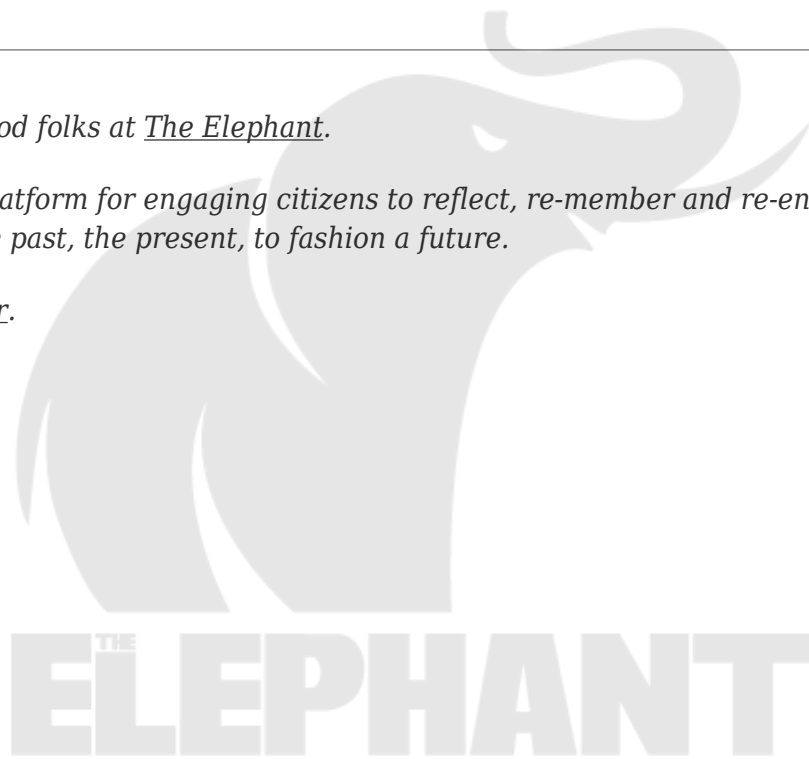 od folks at The Elephant.
atform for engaging citizens to reflect, re-member and re-en
past, the present, to fashion a future.
r.
THE
ELEPHANT